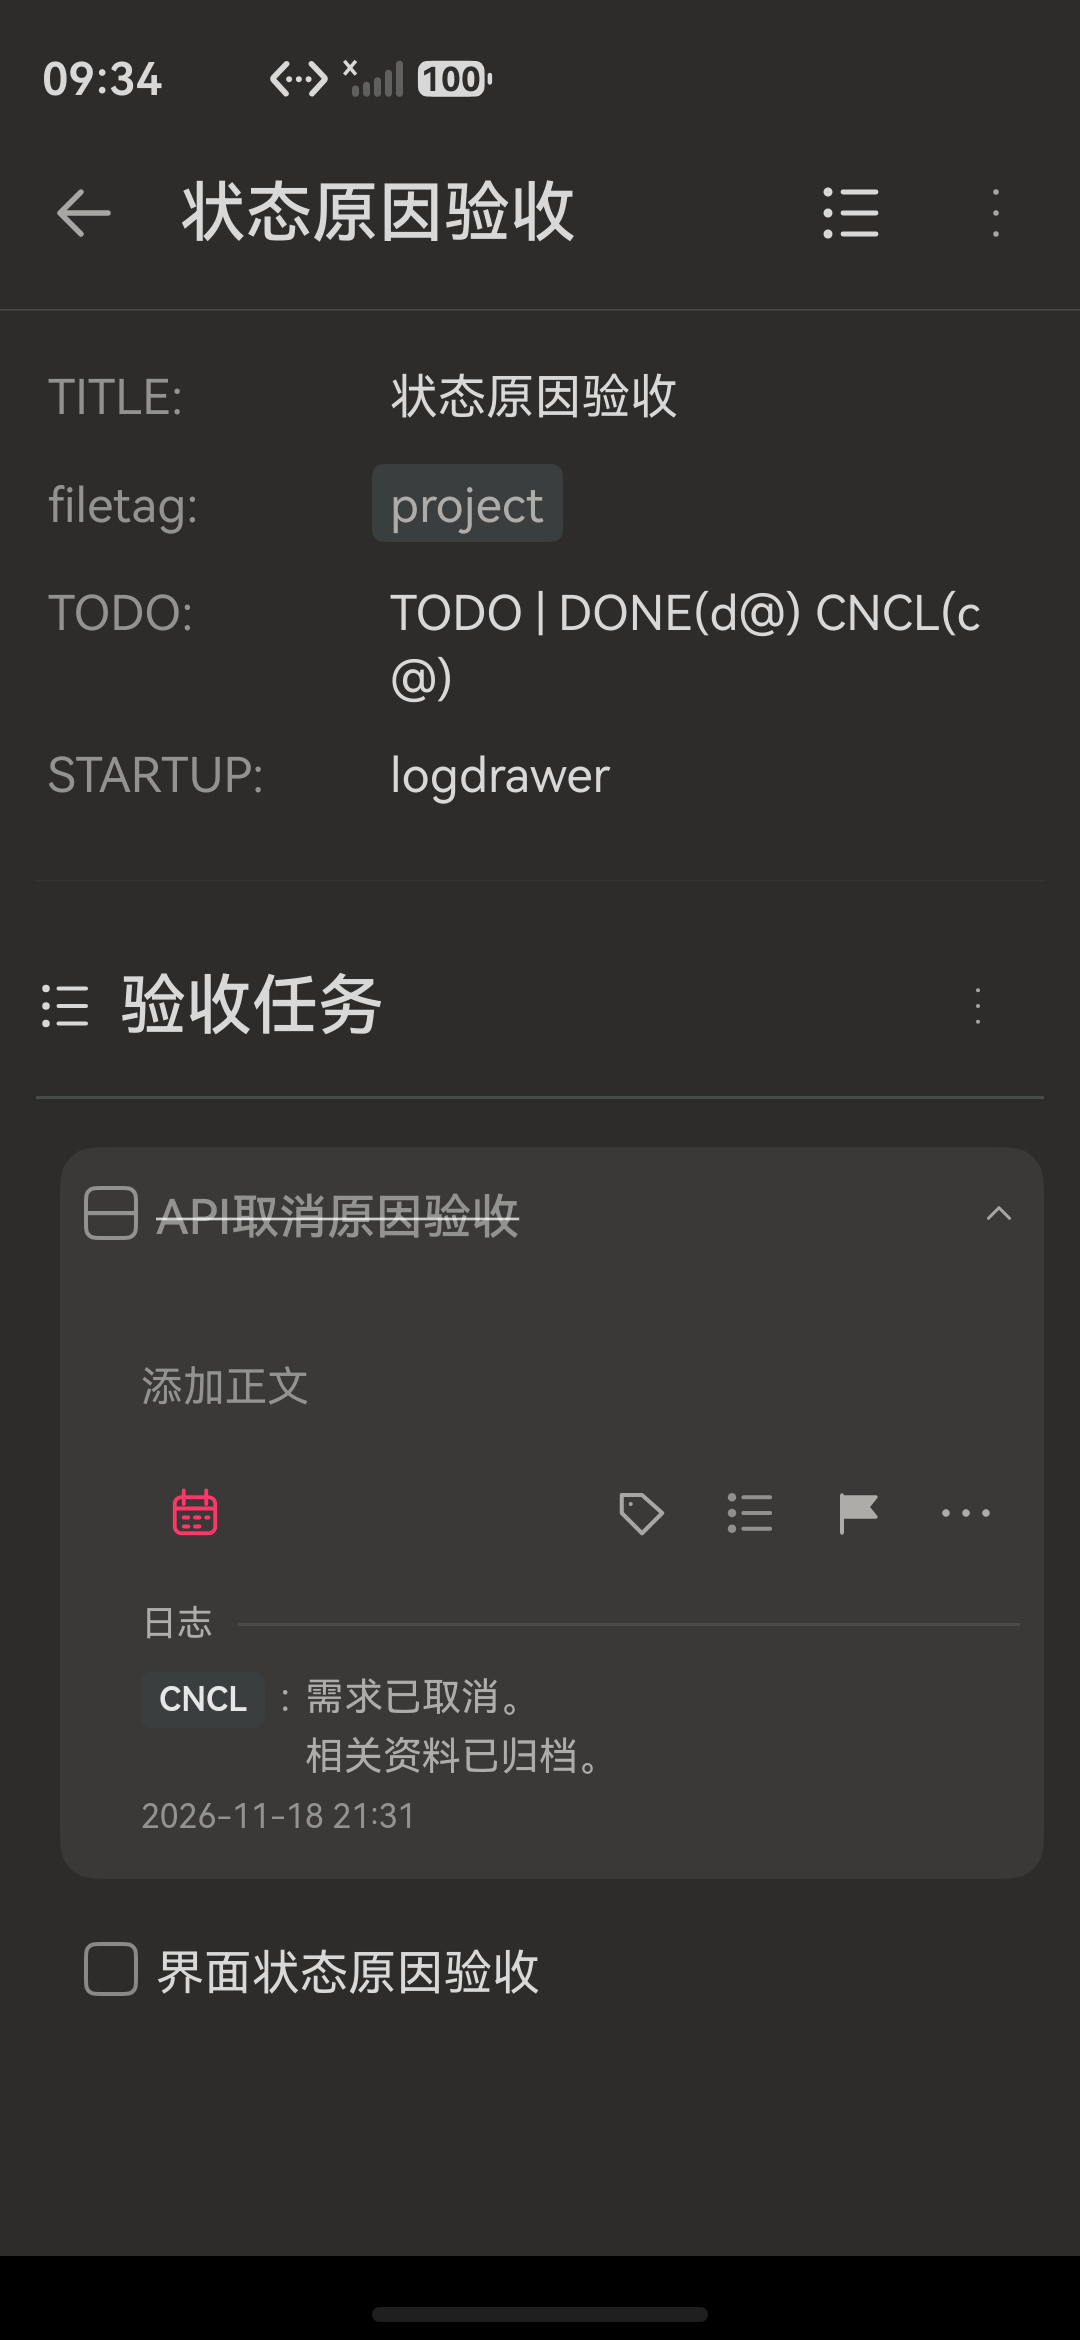 09:34
100
状态原因验收
TITLE: 状态原因验收
filetag: project
TODO: TODO | DONE(d@) CNCL(c
@)
STARTUP: logdrawer
验收任务
API取消原因验收
添加正文
日志
CNCL : 需求已取消。
相关资料已归档。
2026-11-18 21:31
界面状态原因验收